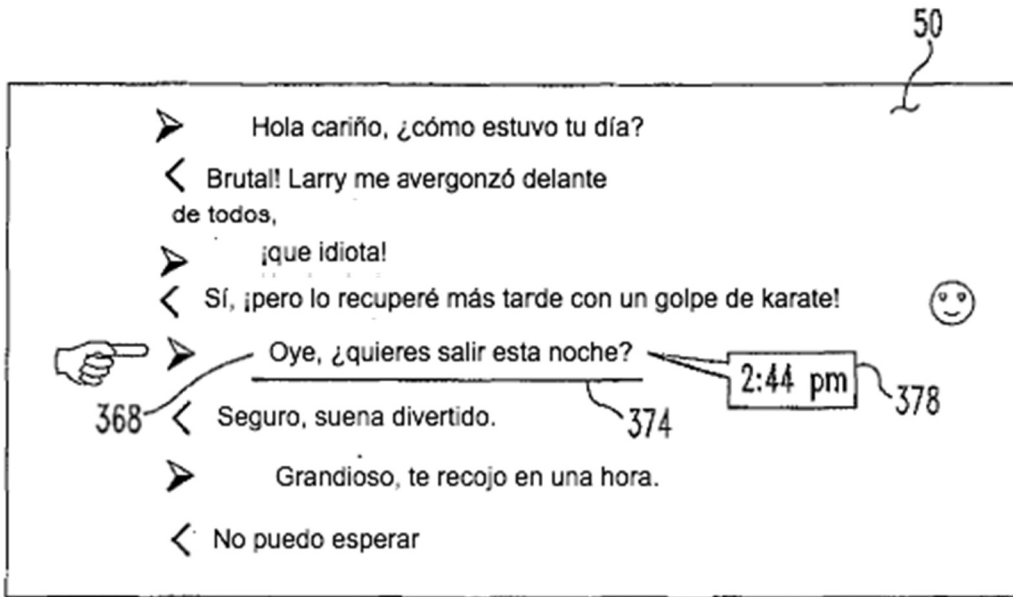 50
Hola cariño, ¿cómo estuvo tu día?
Brutal! Larry me avergonzó delante
de todos,
¡que idiota!
Sí, ¡pero lo recuperé más tarde con un golpe de karate!
Oye, ¿quieres salir esta noche?
2:44 pm
378
368
Seguro, suena divertido.
374
Grandioso, te recojo en una hora.
No puedo esperar